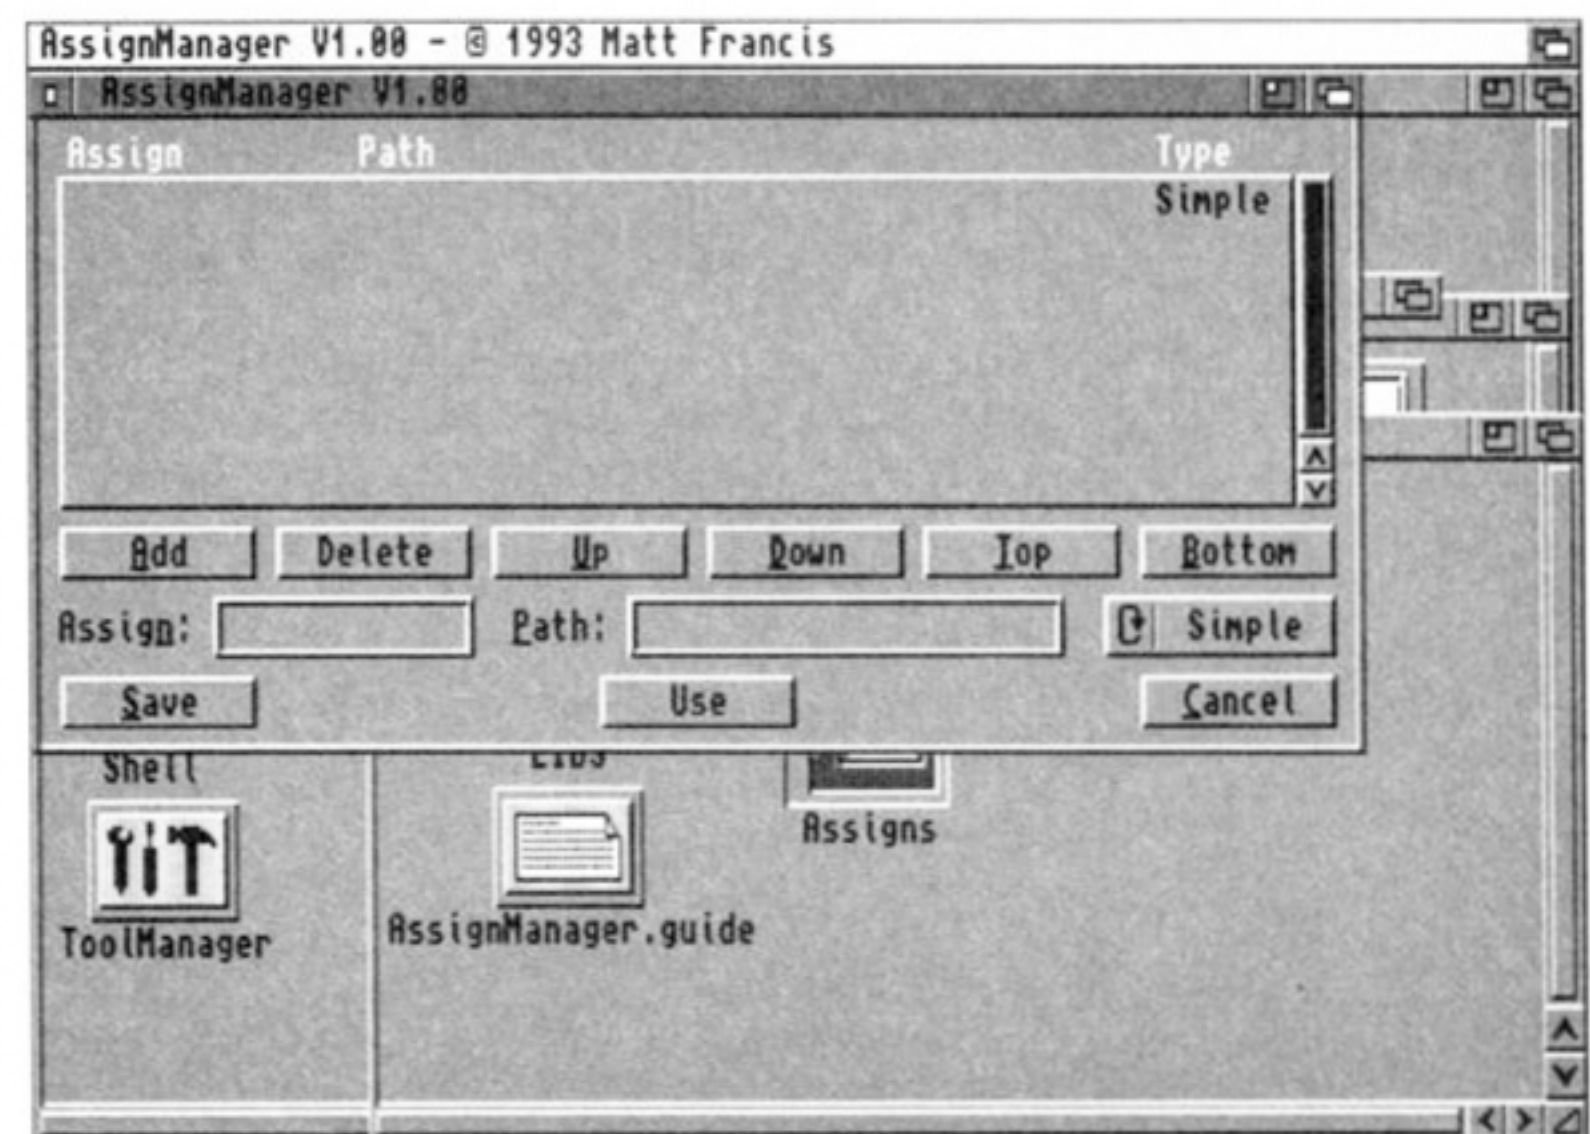 AssignManager V1.00 - © 1993 Matt Francis
AssignManager V1.00
Assign Path Type
Simple
Add Delete Up Down Top Bottom
Assign: Path: Simple
Save Use Cancel
Shell
Assigns
ToolManager
AssignManager.guide